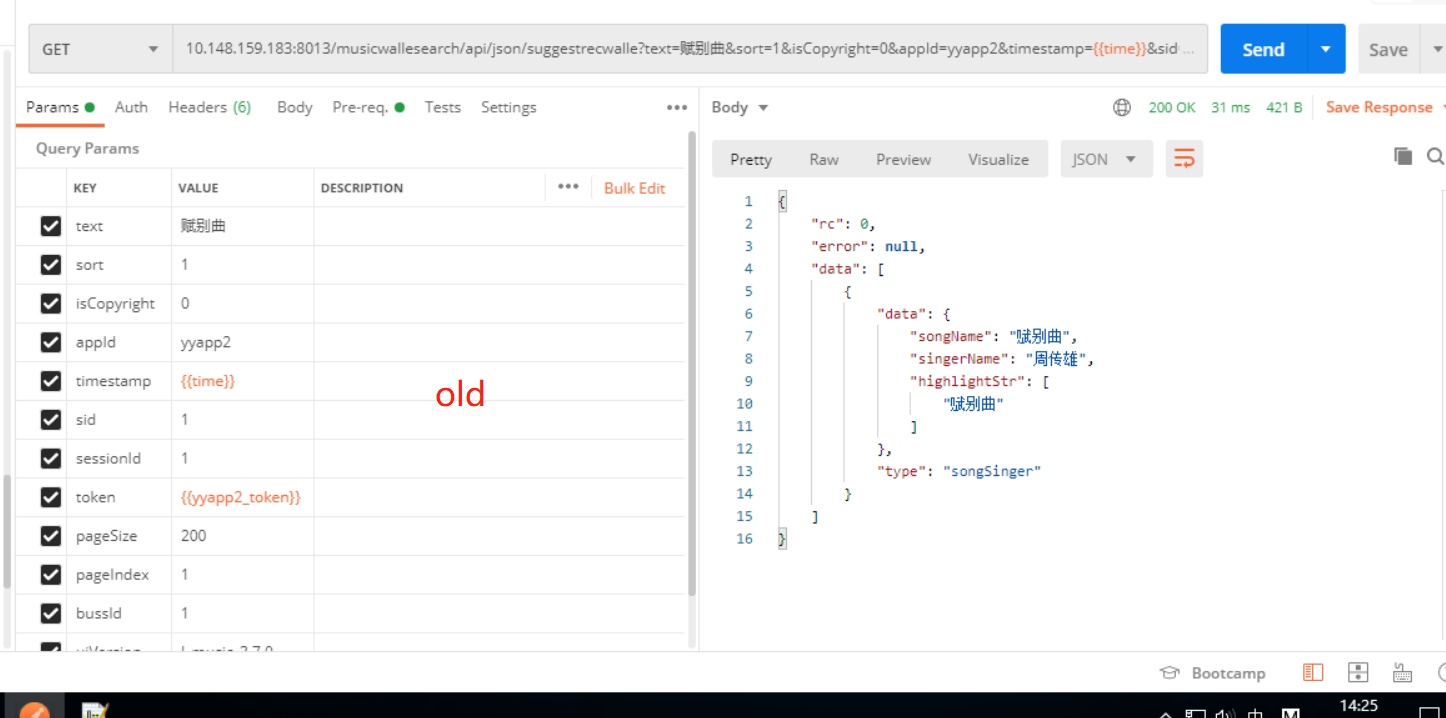 GET
10.148.159.183:8013/musicwallesearch/api/json/suggestrecwalle?text=赋别曲&sort=1&isCopyright=0&appId=yyapp2&timestamp={{time}}&sid ...
Send
Save
Params
Auth
Headers (6)
Body
Pre-req.
Tests
Settings
•••
Query Params
KEY VALUE DESCRIPTION ••• Bulk Edit
text 赋别曲
sort 1
isCopyright 0
appId yyapp2
timestamp {{time}}
sid 1
sessionId 1
token {{yyapp2_token}}
pageSize 200
pageIndex 1
bussId 1
uiVersion
old
Body
200 OK 31 ms 421 B Save Response
Pretty Raw Preview Visualize JSON
1 {
2 "rc": 0,
3 "error": null,
4 "data": [
5 {
6 "data": {
7 "songName": "赋别曲",
8 "singerName": "周传雄",
9 "highlightStr": [
10 "赋别曲"
11 ]
12 },
13 "type": "songSinger"
14 }
15 ]
16 }
Bootcamp
中
M
14:25